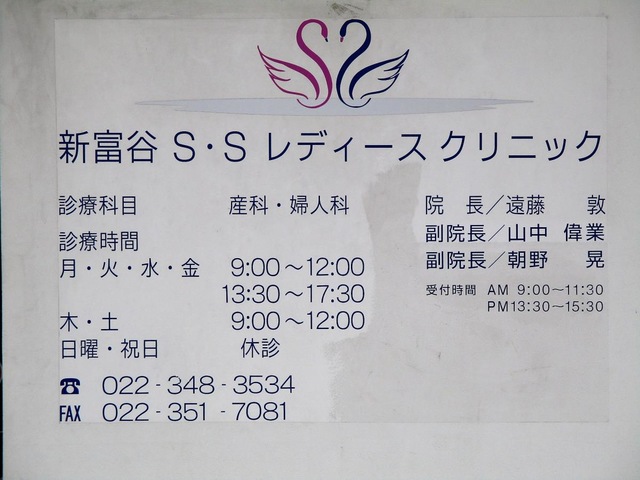 新富谷 S・S レディース クリニック
診療科目 産科・婦人科
診療時間
月・火・水・金 9:00～12:00
13:30～17:30
木・土 9:00～12:00
日曜・祝日 休診
☎ 022-348-3534
FAX 022-351-7081
院 長／遠藤 敦
副院長／山中 偉業
副院長／朝野 晃
受付時間 AM 9:00～11:30
PM13:30～15:30